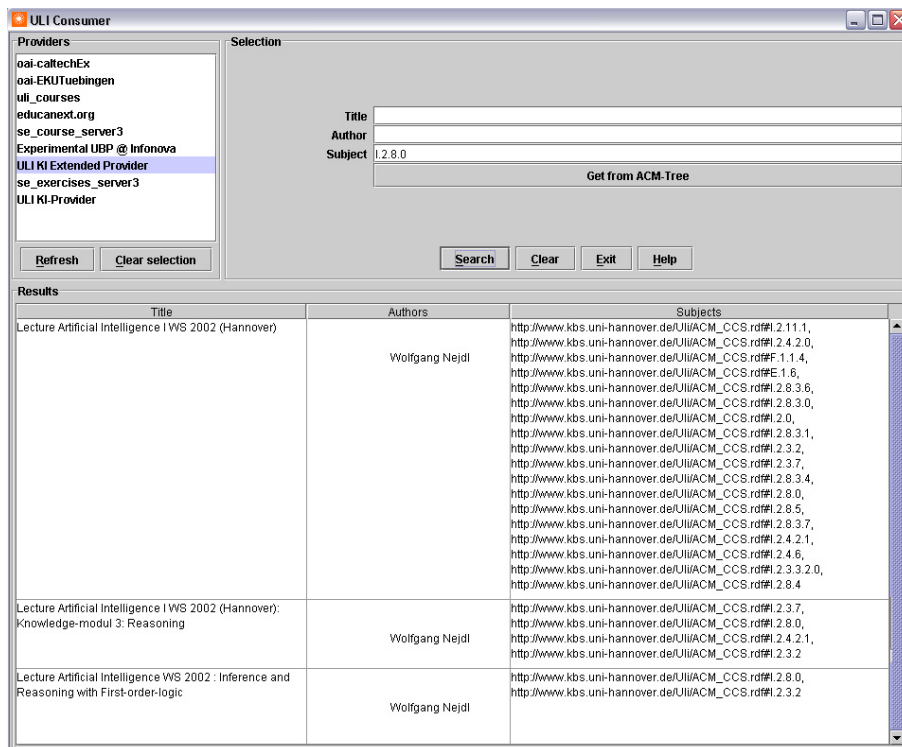 ULI Consumer
Providers
oai-caltechEx
oai-EKUTuebingen
uli_courses
educanext.org
se_course_server3
Experimental UBP @ Infonova
ULI KI Extended Provider
se_exercises_server3
ULI KI-Provider
Refresh Clear selection
Selection
Title
Author
Subject I.2.8.0
Get from ACM-Tree
Search Clear Exit Help
Results
Title Authors Subjects
Lecture Artificial Intelligence I WS 2002 (Hannover)
Wolfgang Nejdl
http://www.kbs.uni-hannover.de/Uli/ACM_CCS.rdf#I.2.11.1,
http://www.kbs.uni-hannover.de/Uli/ACM_CCS.rdf#I.2.4.2.0,
http://www.kbs.uni-hannover.de/Uli/ACM_CCS.rdf#F.1.1.4,
http://www.kbs.uni-hannover.de/Uli/ACM_CCS.rdf#E.1.6,
http://www.kbs.uni-hannover.de/Uli/ACM_CCS.rdf#I.2.8.3.6,
http://www.kbs.uni-hannover.de/Uli/ACM_CCS.rdf#I.2.8.3.0,
http://www.kbs.uni-hannover.de/Uli/ACM_CCS.rdf#I.2.0,
http://www.kbs.uni-hannover.de/Uli/ACM_CCS.rdf#I.2.8.3.1,
http://www.kbs.uni-hannover.de/Uli/ACM_CCS.rdf#I.2.3.2,
http://www.kbs.uni-hannover.de/Uli/ACM_CCS.rdf#I.2.3.7,
http://www.kbs.uni-hannover.de/Uli/ACM_CCS.rdf#I.2.8.3.4,
http://www.kbs.uni-hannover.de/Uli/ACM_CCS.rdf#I.2.8.0,
http://www.kbs.uni-hannover.de/Uli/ACM_CCS.rdf#I.2.8.5,
http://www.kbs.uni-hannover.de/Uli/ACM_CCS.rdf#I.2.8.3.7,
http://www.kbs.uni-hannover.de/Uli/ACM_CCS.rdf#I.2.4.2.1,
http://www.kbs.uni-hannover.de/Uli/ACM_CCS.rdf#I.2.4.6,
http://www.kbs.uni-hannover.de/Uli/ACM_CCS.rdf#I.2.3.3.2.0,
http://www.kbs.uni-hannover.de/Uli/ACM_CCS.rdf#I.2.8.4
Lecture Artificial Intelligence I WS 2002 (Hannover):
Knowledge-modul 3: Reasoning
Wolfgang Nejdl
http://www.kbs.uni-hannover.de/Uli/ACM_CCS.rdf#I.2.3.7,
http://www.kbs.uni-hannover.de/Uli/ACM_CCS.rdf#I.2.8.0,
http://www.kbs.uni-hannover.de/Uli/ACM_CCS.rdf#I.2.4.2.1,
http://www.kbs.uni-hannover.de/Uli/ACM_CCS.rdf#I.2.3.2
Lecture Artificial Intelligence WS 2002 : Inference and
Reasoning with First-order-logic
Wolfgang Nejdl
http://www.kbs.uni-hannover.de/Uli/ACM_CCS.rdf#I.2.8.0,
http://www.kbs.uni-hannover.de/Uli/ACM_CCS.rdf#I.2.3.2